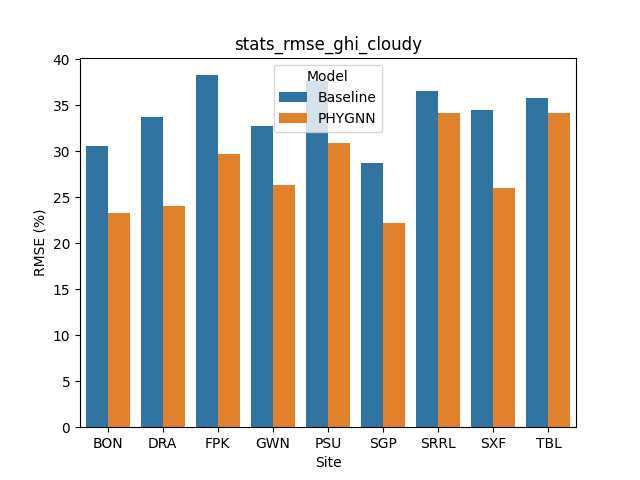 stats_rmse_ghi_cloudy
Model
Baseline
PHYGNN
RMSE (%)
40
35
30
25
20
15
10
5
0
BON DRA FPK GWN PSU SGP SRRL SXF TBL
Site